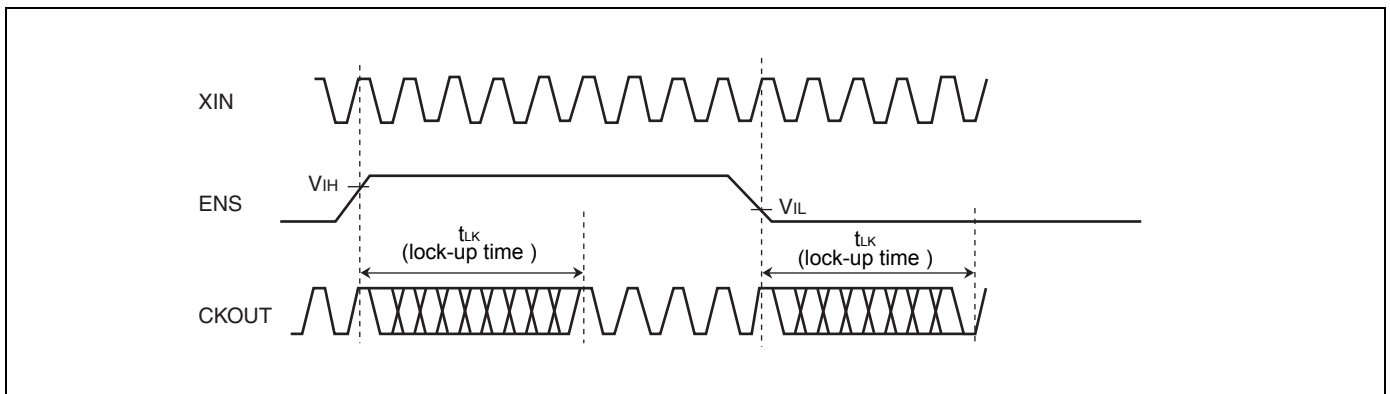 XIN
VIH
ENS
VIL
tLK
(lock-up time )
tLK
(lock-up time )
CKOUT